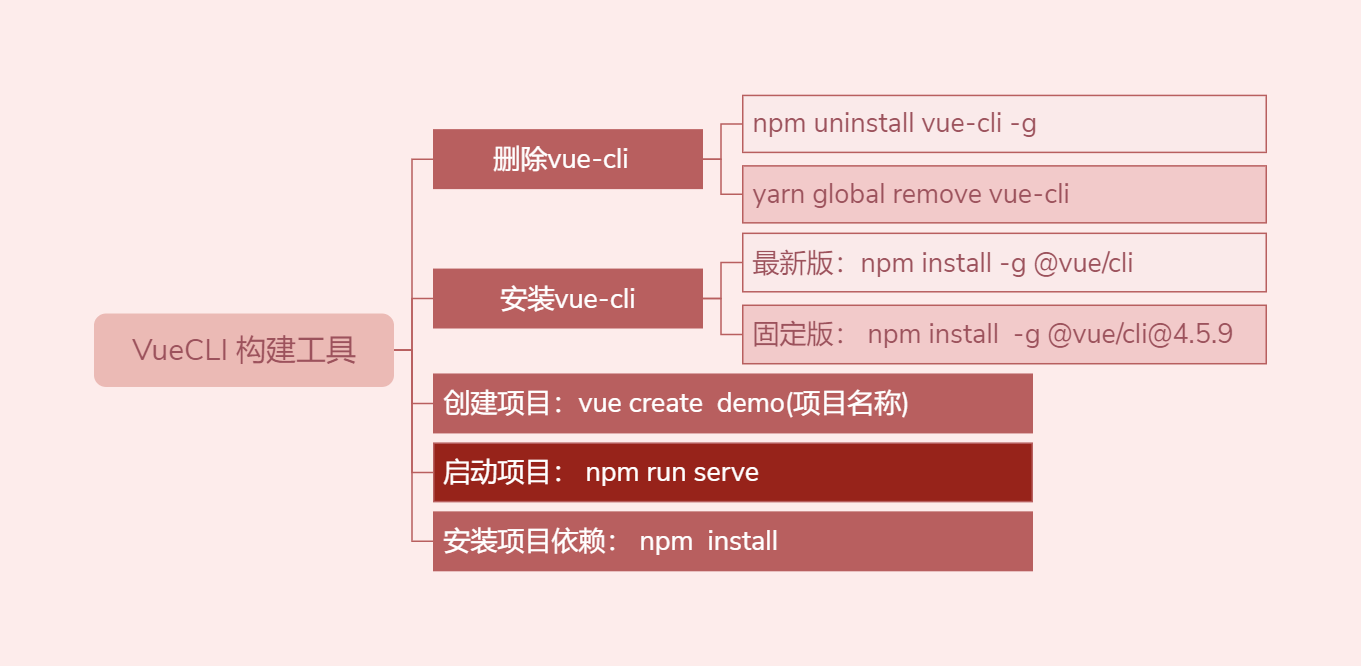 VueCLI 构建工具
删除vue-cli
npm uninstall vue-cli -g
yarn global remove vue-cli
安装vue-cli
最新版：npm install -g @vue/cli
固定版： npm install  -g @vue/cli@4.5.9
创建项目：vue create  demo(项目名称)
启动项目： npm run serve
安装项目依赖： npm  install